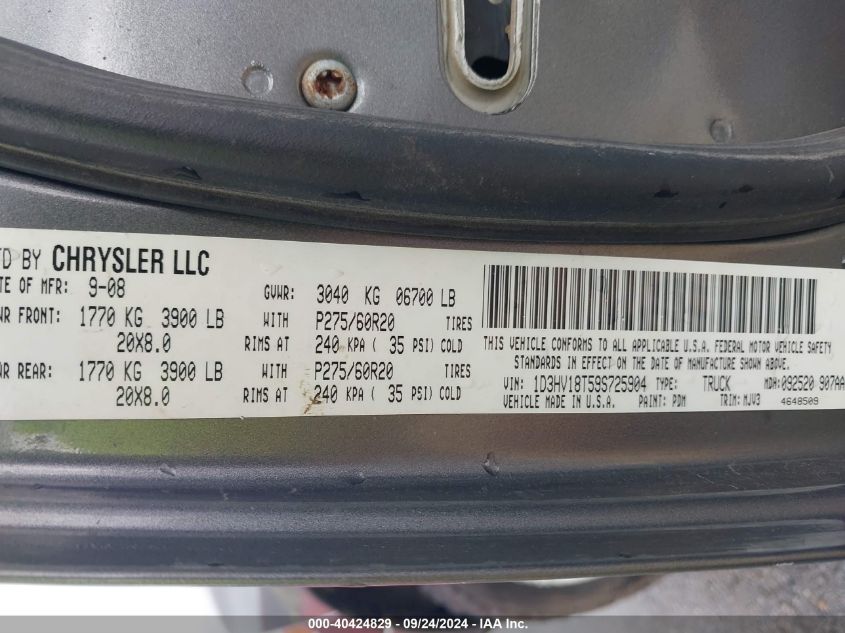 TD BY CHRYSLER LLC
TE OF MFR: 9-08 GVWR: 3040 KG 06700 LB
WR FRONT: 1770 KG 3900 LB WITH P275/60R20 TIRES
20X8.0 RIMS AT 240 KPA ( 35 PSI) COLD
WR REAR: 1770 KG 3900 LB WITH P275/60R20 TIRES
20X8.0 RIMS AT 240 KPA ( 35 PSI) COLD
THIS VEHICLE CONFORMS TO ALL APPLICABLE U.S.A. FEDERAL MOTOR VEHICLE SAFETY
STANDARDS IN EFFECT ON THE DATE OF MANUFACTURE SHOWN ABOVE.
VIN: 1D3HV18T59S725904 TYPE: TRUCK MDH: 092520 907AA
VEHICLE MADE IN U.S.A. PAINT: PDM TRIM: MJV3 4648509
000-40424829 - 09/24/2024 - IAA Inc.